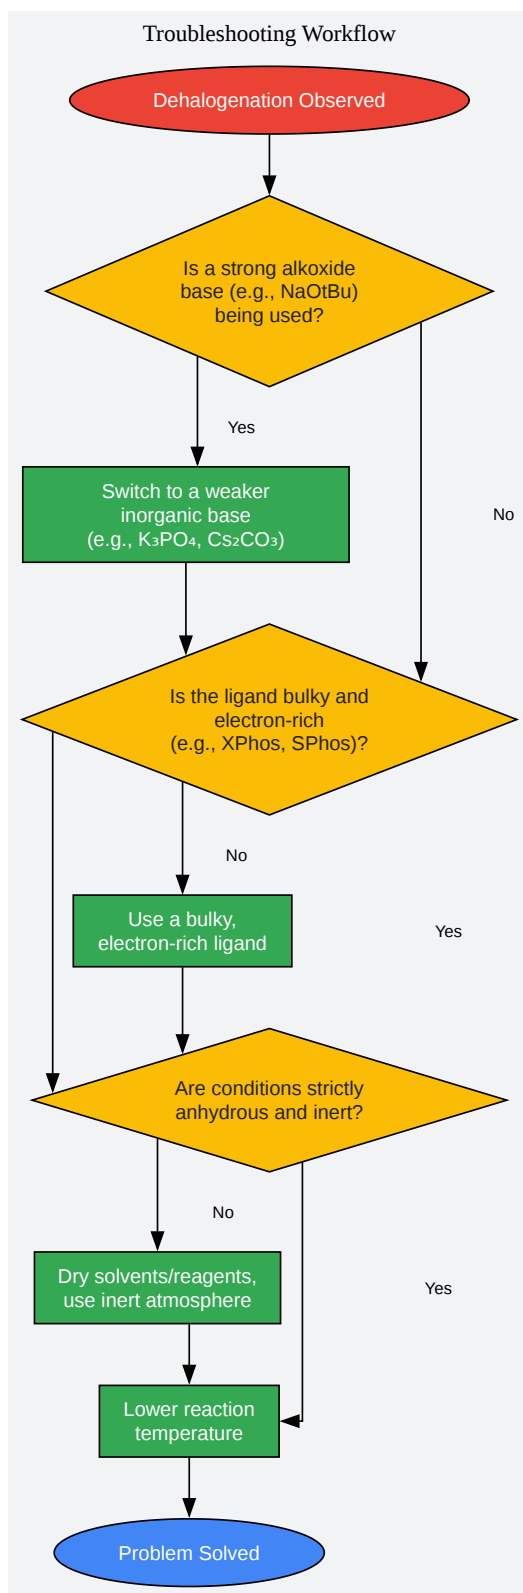 Troubleshooting Workflow
Dehalogenation Observed
Is a strong alkoxide
base (e.g., NaOtBu)
being used?
Yes
Switch to a weaker
inorganic base
(e.g., K₃PO₄, Cs₂CO₃)
No
Is the ligand bulky and
electron-rich
(e.g., XPhos, SPhos)?
No
Use a bulky,
electron-rich ligand
Yes
Are conditions strictly
anhydrous and inert?
No
Dry solvents/reagents,
use inert atmosphere
Yes
Lower reaction
temperature
Problem Solved